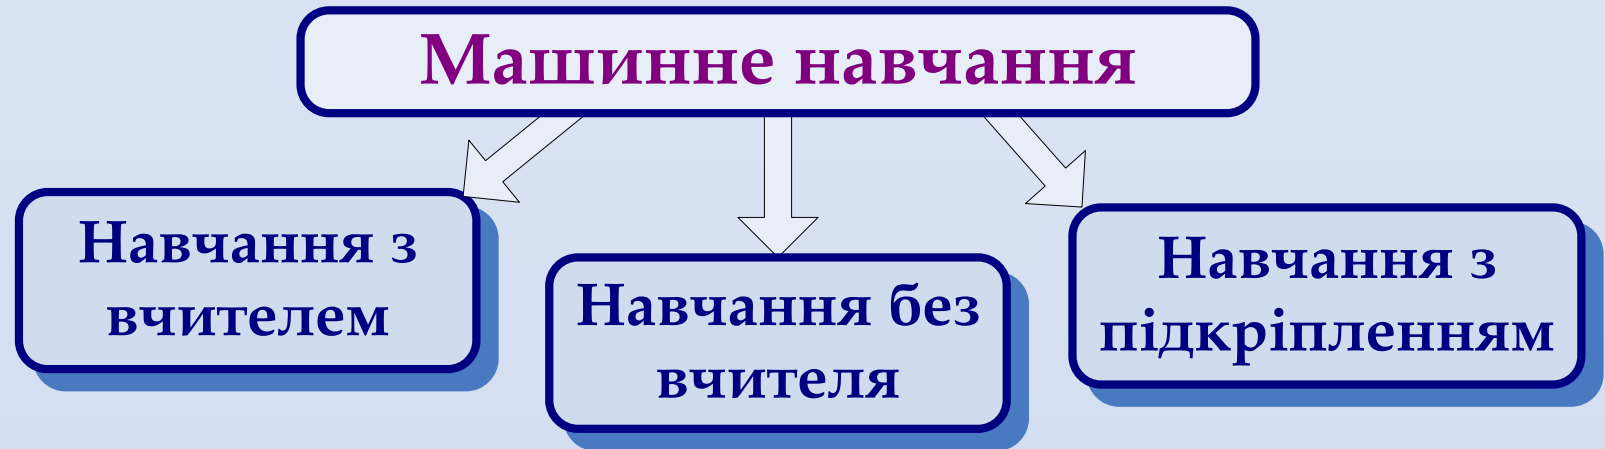 Машинне навчання
Навчання з
вчителем
Навчання без
вчителя
Навчання з
підкріпленням